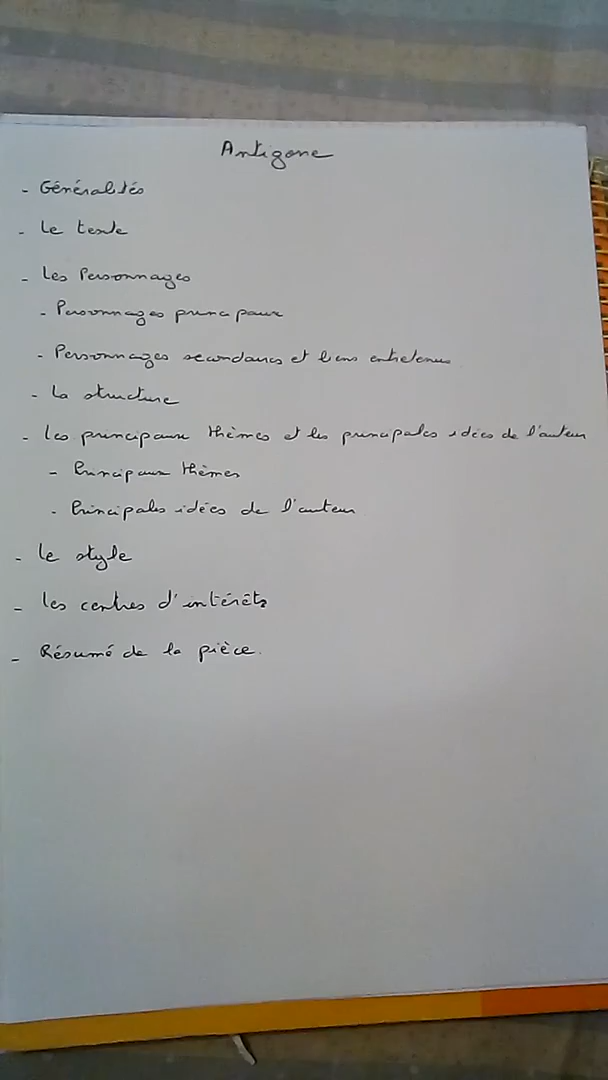 Antigone
- Généralités
- Le texte
- Les Personnages
- Personnages principaux
- Personnages secondaires et liens entretenus
- La structure
- Les principaux thèmes et les principales idées de l'auteur
- Principaux thèmes
- Principales idées de l'auteur
- Le style
- Les centres d'intérêts
- Résumé de la pièce.